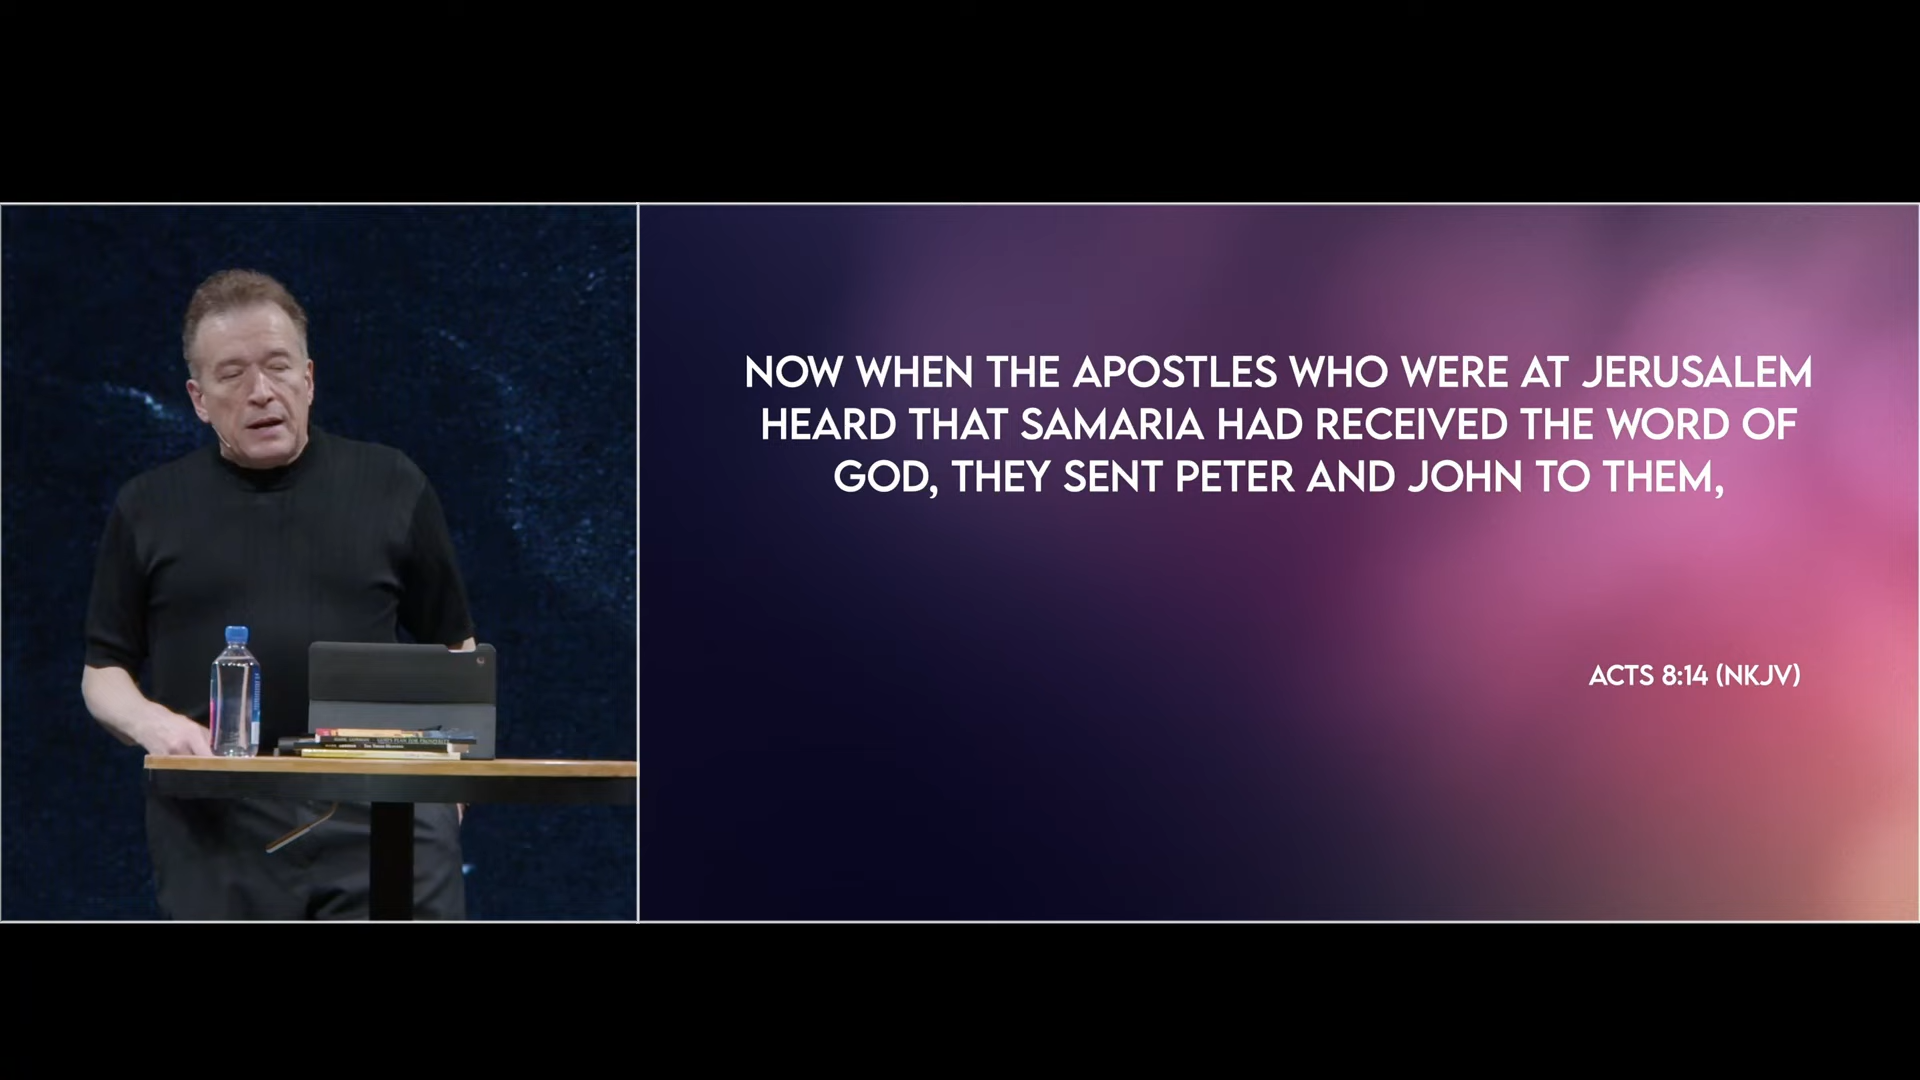 NOW WHEN THE APOSTLES WHO WERE AT JERUSALEM
HEARD THAT SAMARIA HAD RECEIVED THE WORD OF
GOD, THEY SENT PETER AND JOHN TO THEM,
ACTS 8:14 (NKJV)